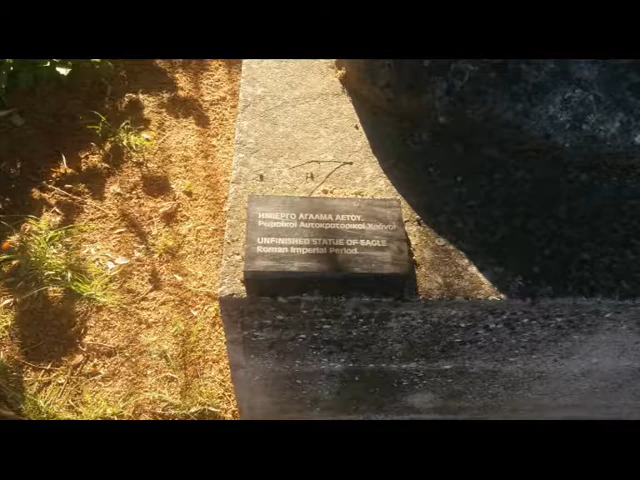 ΗΜΙΕΡΓΟ ΑΓΑΛΜΑ ΑΕΤΟΥ.
Ρωμαϊκοί Αυτοκρατορικοί Χρόνοι
UNFINISHED STATUE OF EAGLE
Roman Imperial Period